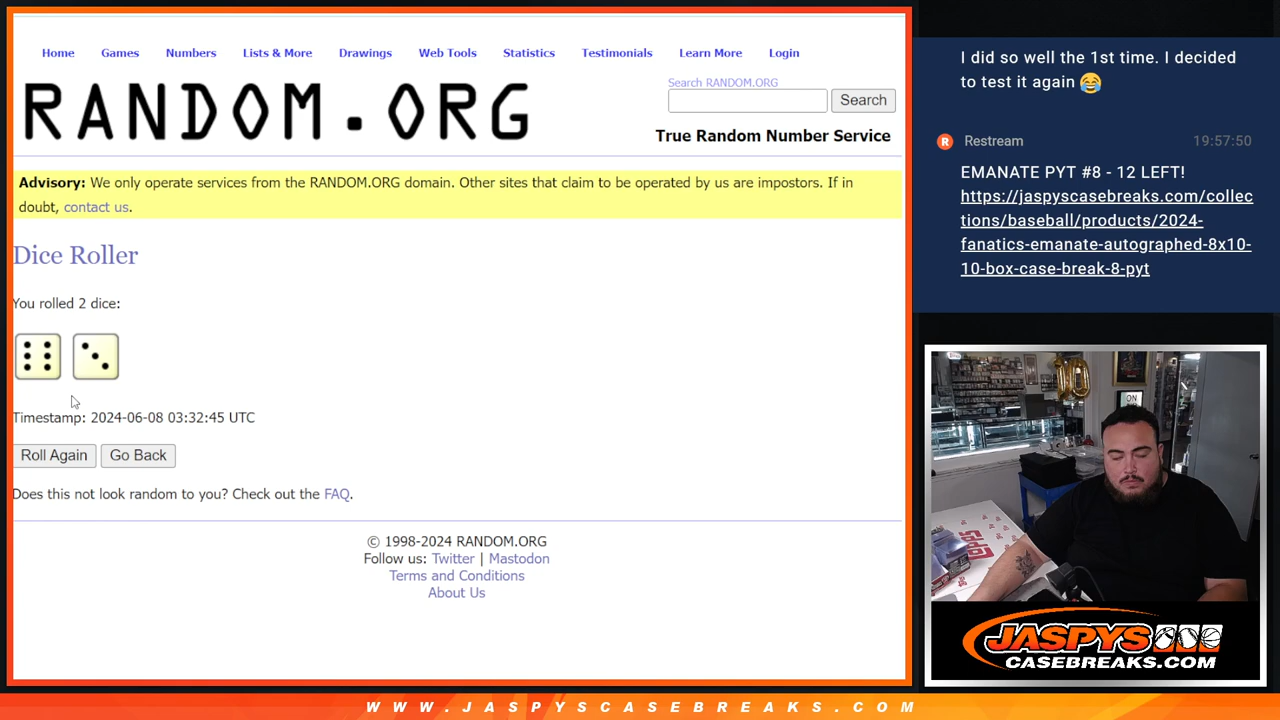 Home Games Numbers Lists & More Drawings Web Tools Statistics Testimonials Learn More Login
RANDOM.ORG
Search RANDOM.ORG
Search
True Random Number Service
Advisory: We only operate services from the RANDOM.ORG domain. Other sites that claim to be operated by us are impostors. If in
doubt, contact us.
Dice Roller
You rolled 2 dice:
Timestamp: 2024-06-08 03:32:45 UTC
Roll Again Go Back
Does this not look random to you? Check out the FAQ.
© 1998-2024 RANDOM.ORG
Follow us: Twitter | Mastodon
Terms and Conditions
About Us
I did so well the 1st time. I decided
to test it again 😂
R Restream 19:57:50
EMANATE PYT #8 - 12 LEFT!
https://jaspyscasebreaks.com/collec
tions/baseball/products/2024-
fanatics-emanate-autographed-8x10-
10-box-case-break-8-pyt
10
ON
TOPPS
JASPYS
CASEBREAKS.COM
WWW.JASPYSCASEBREAKS.COM